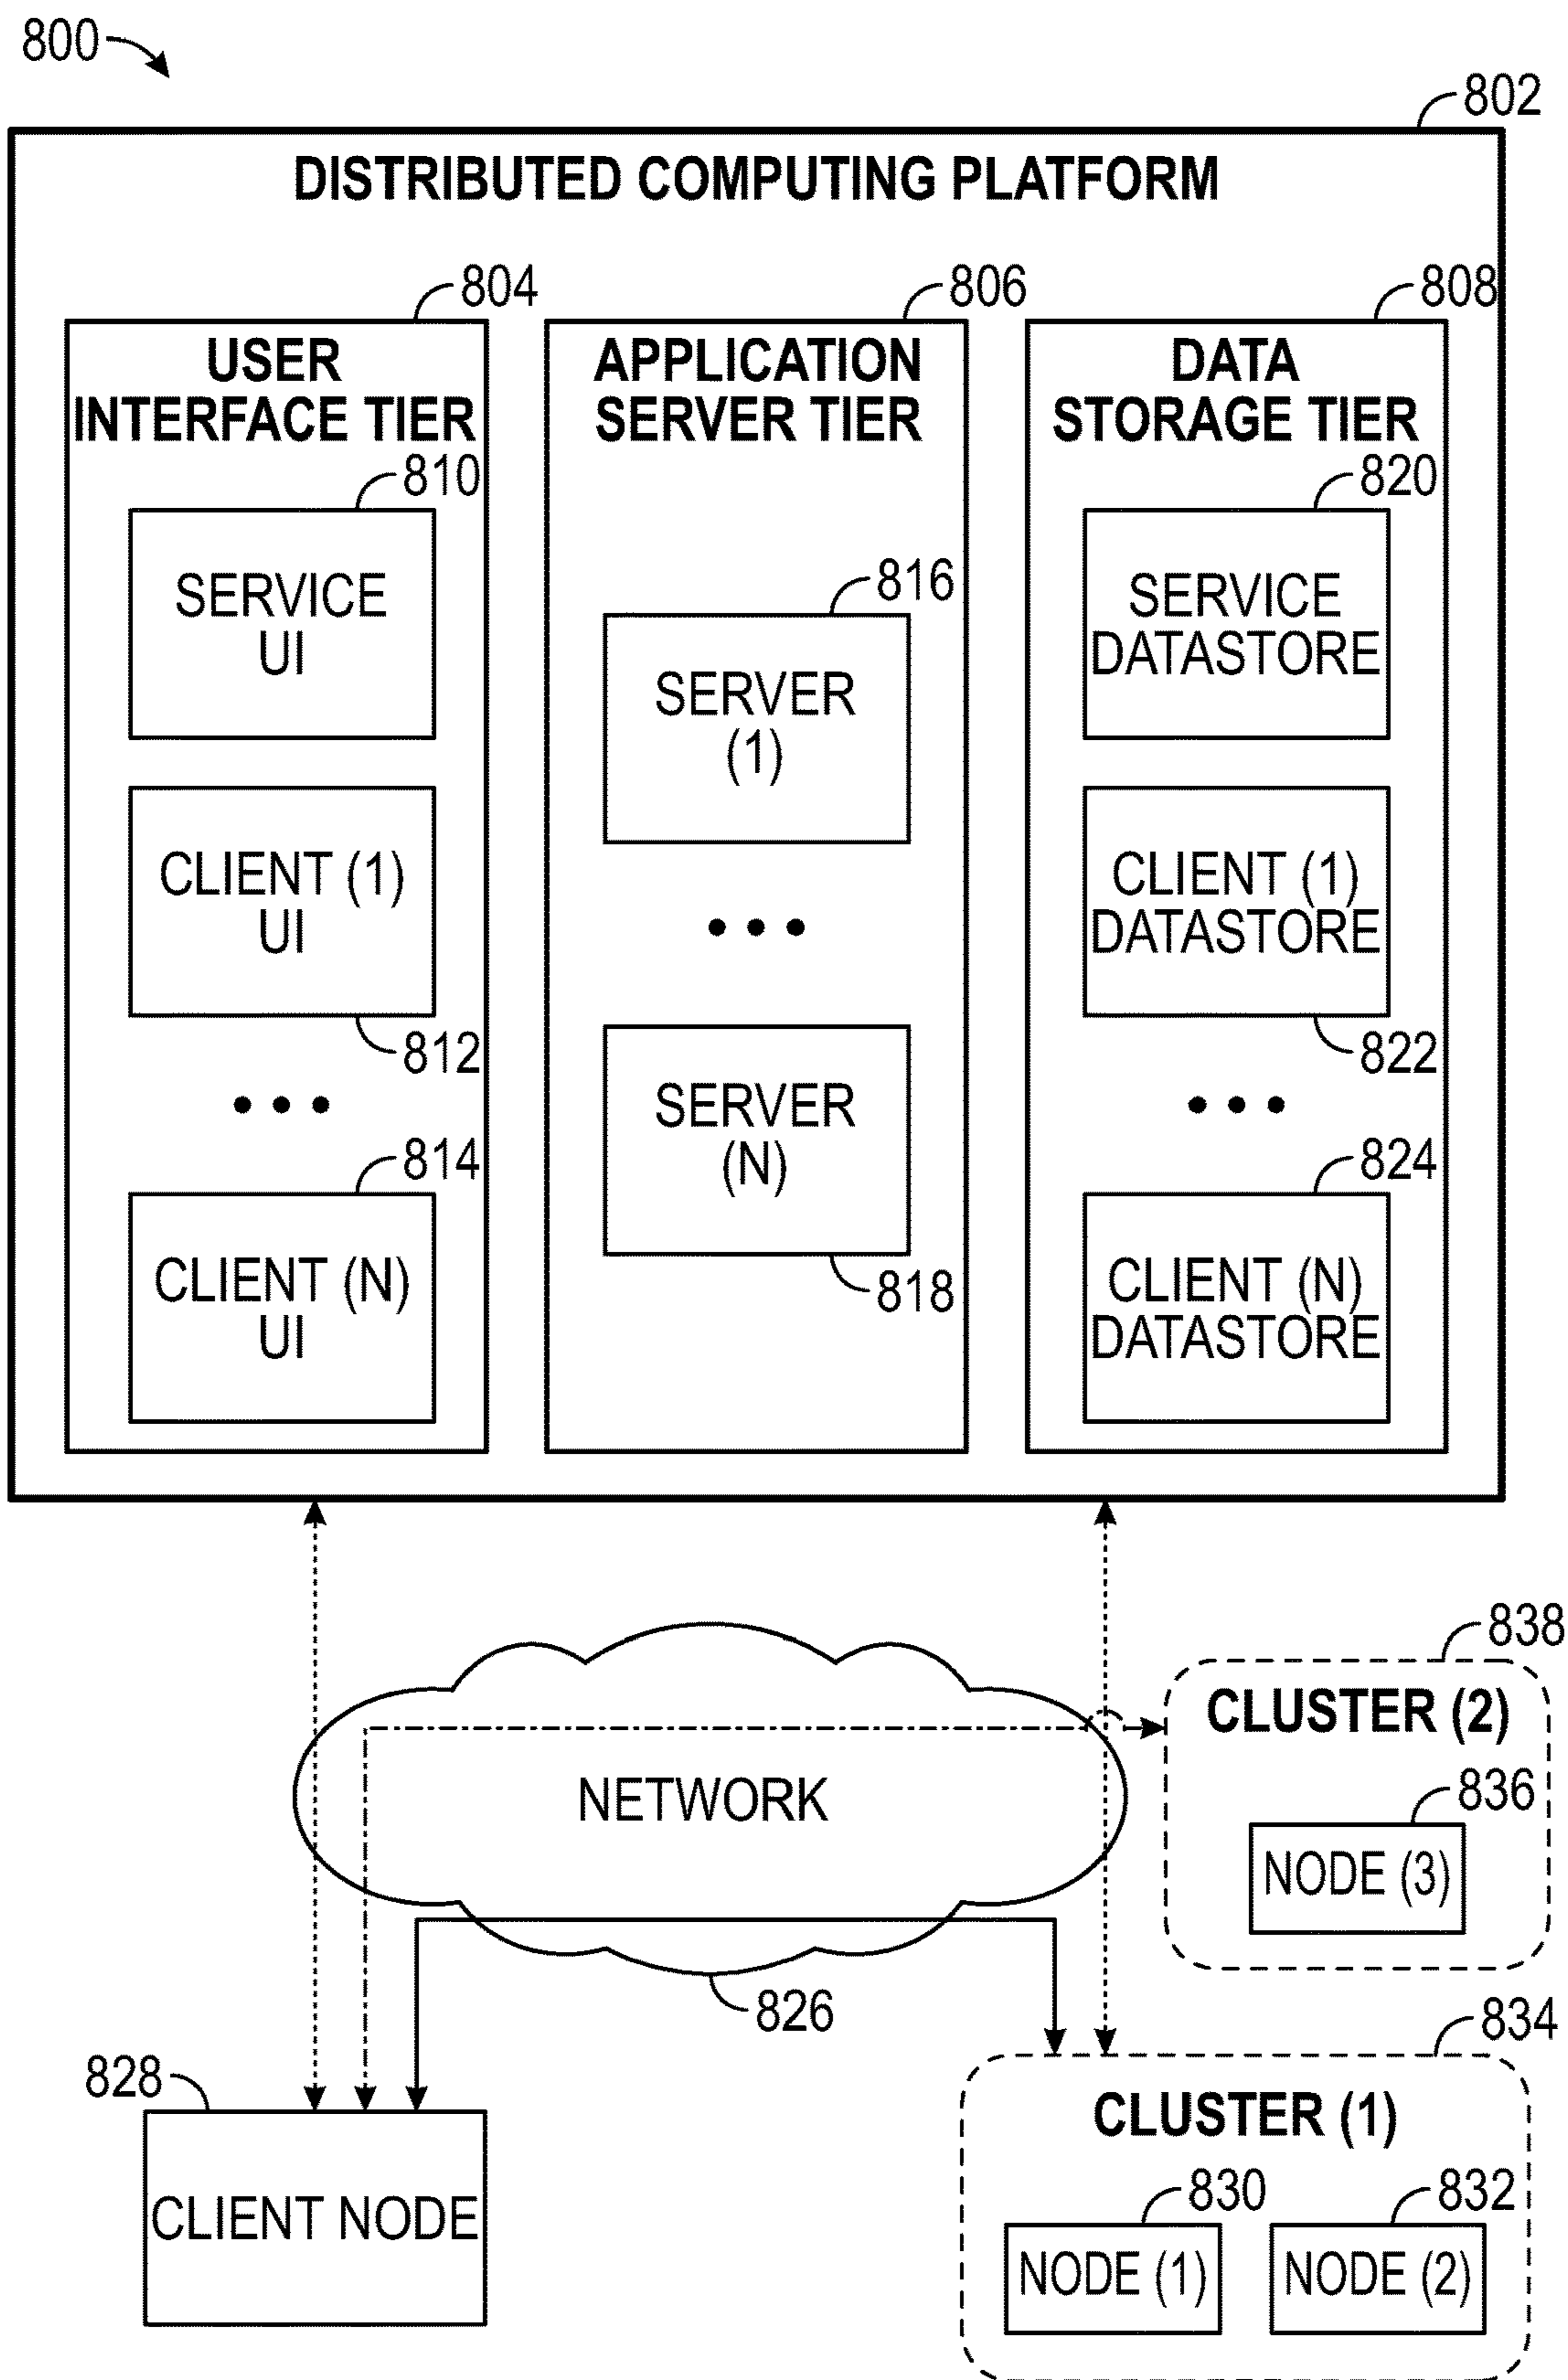 800
802
DISTRIBUTED COMPUTING PLATFORM
804
USER
INTERFACE TIER
810
SERVICE
UI
CLIENT (1)
UI
812
814
CLIENT (N)
UI
806
APPLICATION
SERVER TIER
816
SERVER
(1)
SERVER
(N)
818
808
DATA
STORAGE TIER
820
SERVICE
DATASTORE
CLIENT (1)
DATASTORE
822
824
CLIENT (N)
DATASTORE
NETWORK
826
838
CLUSTER (2)
836
NODE (3)
828
CLIENT NODE
834
CLUSTER (1)
830
NODE (1)
832
NODE (2)